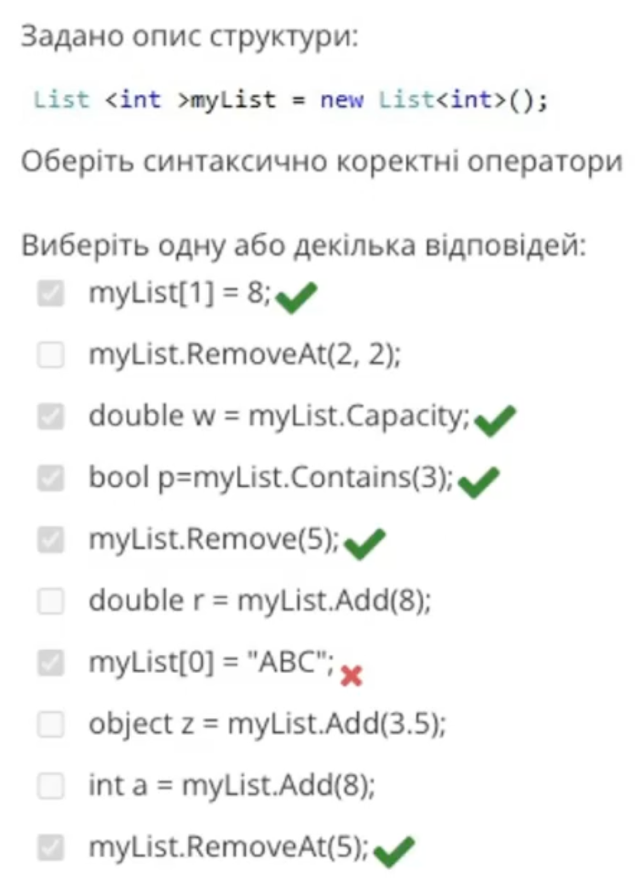 Задано опис структури:
List <int >myList = new List<int>();
Оберіть синтаксично коректні оператори
Виберіть одну або декілька відповідей:
myList[1] = 8;
myList.RemoveAt(2, 2);
double w = myList.Capacity;
bool p=myList.Contains(3);
myList.Remove(5);
double r = myList.Add(8);
myList[0] = "ABC";
object z = myList.Add(3.5);
int a = myList.Add(8);
myList.RemoveAt(5);